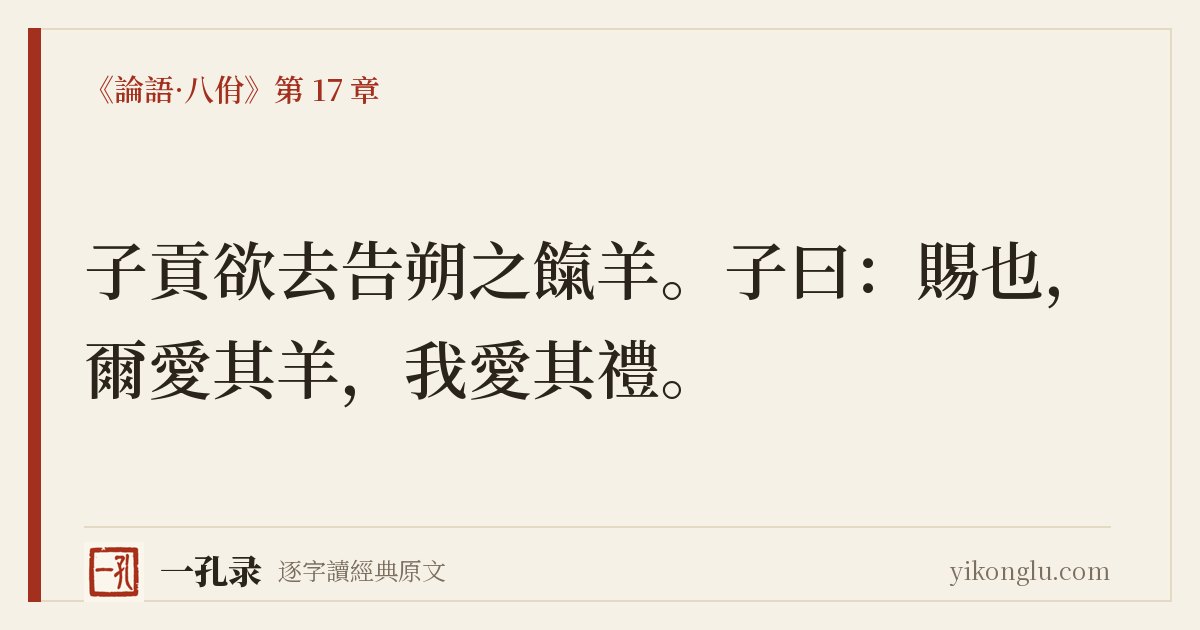 《論語·八佾》第 17 章
子貢欲去告朔之餼羊。子曰：賜也，
爾愛其羊，我愛其禮。
一孔
一孔录 逐字讀經典原文
yikonglu.com